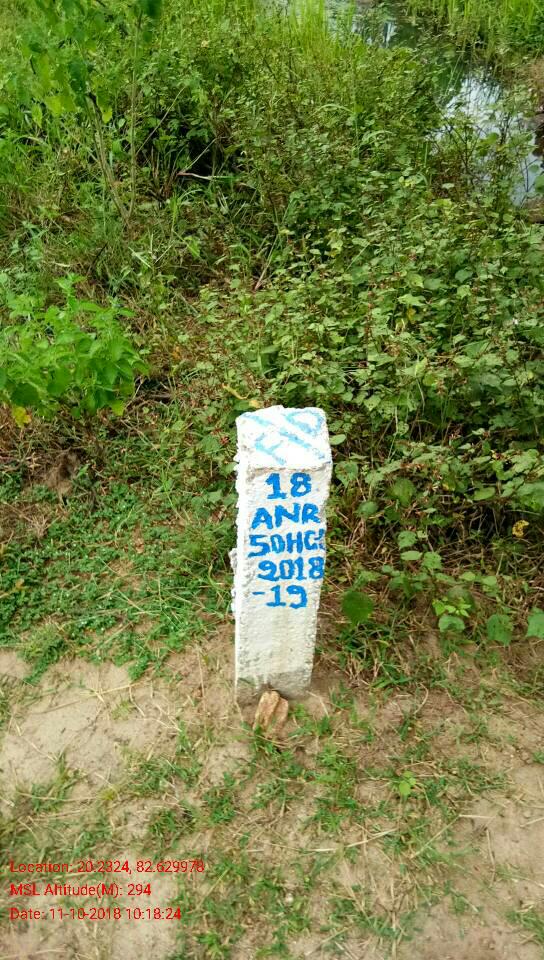 FD
18
ANR
50HC
2018
-19
Location: 20.2324, 82.629978
MSL Altitude(M): 294
Date: 11-10-2018 10:18:24